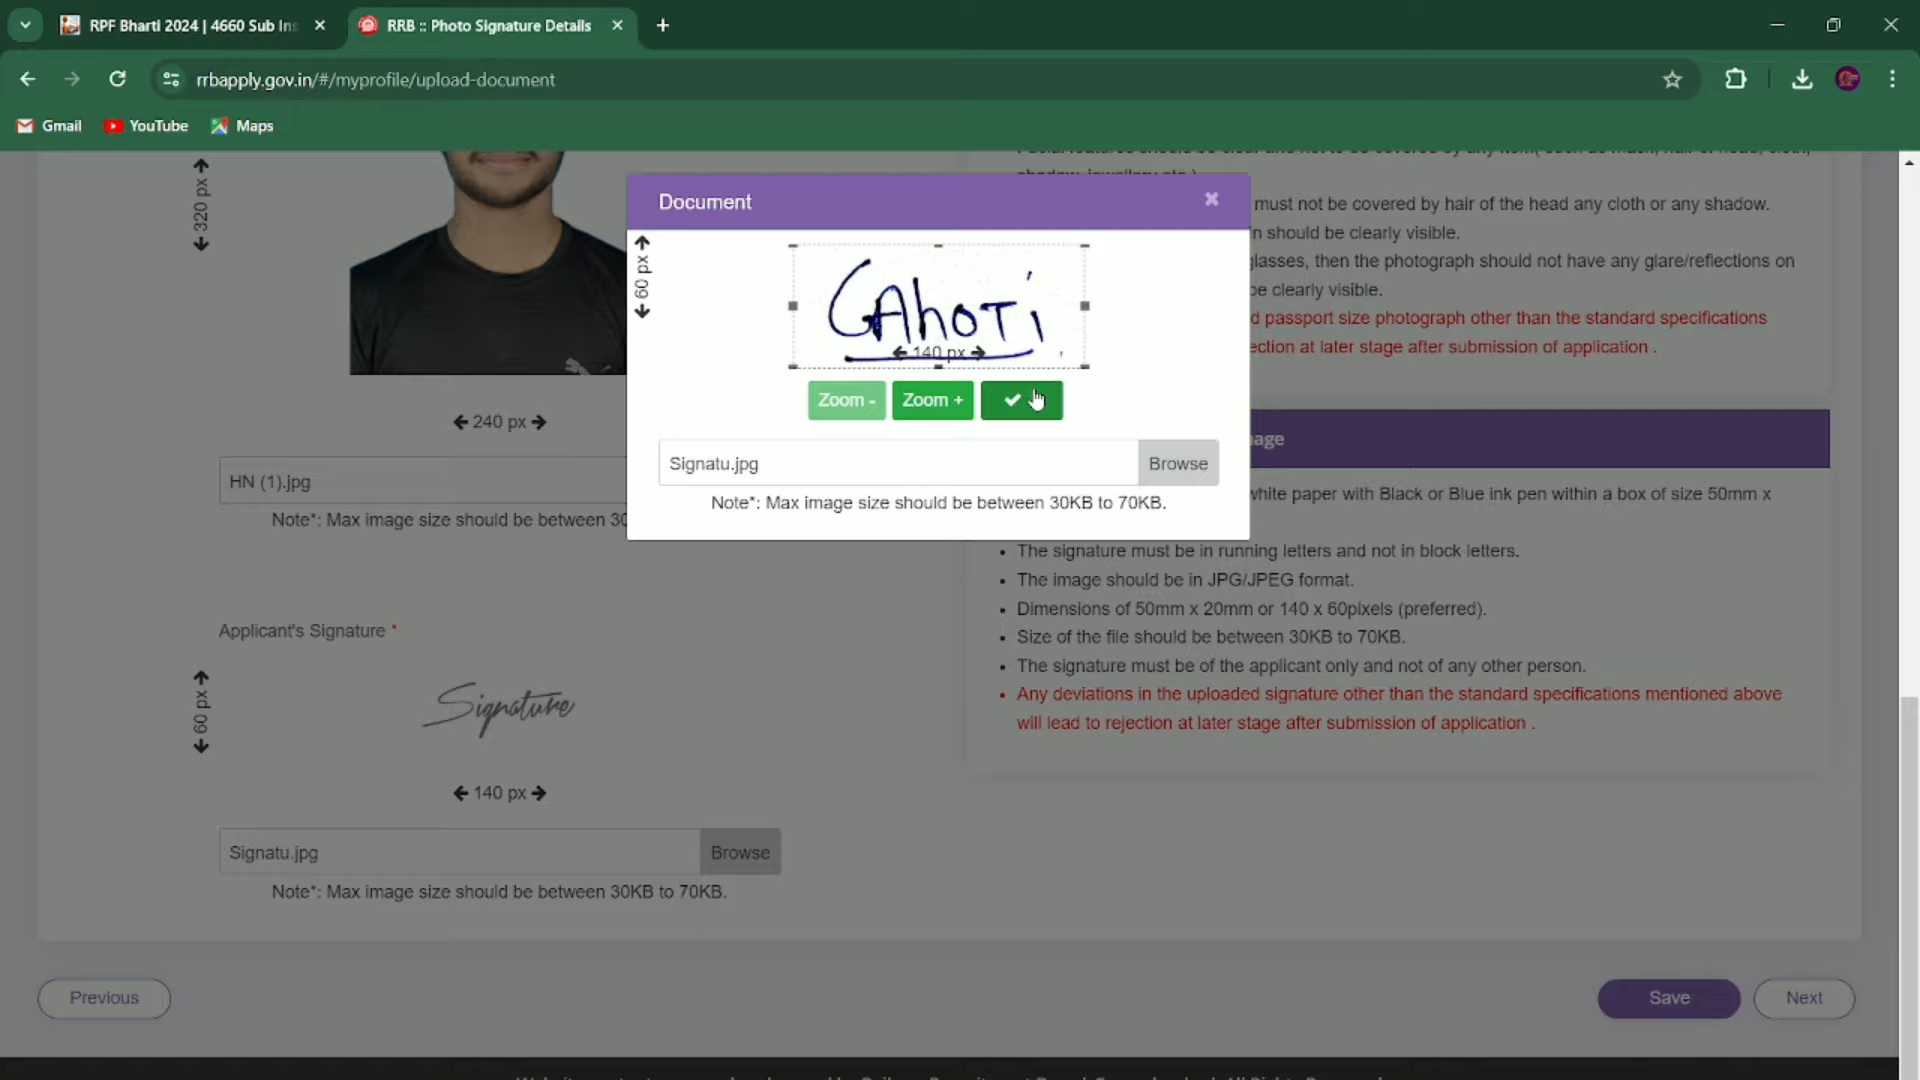 RPF Bharti 2024 | 4660 Sub Ins
RRB :: Photo Signature Details
rrbapply.gov.in/#/myprofile/upload-document
Gmail
YouTube
Maps
320 px
240 px
HN (1).jpg
Note*: Max image size should be between 30
Applicant's Signature *
60 px
Signature
140 px
Signatu.jpg
Browse
Note*: Max image size should be between 30KB to 70KB.
Document
60 px
GAhoTi
140 px
Zoom -
Zoom +
Signatu.jpg
Browse
Note*: Max image size should be between 30KB to 70KB.
must not be covered by hair of the head any cloth or any shadow.
should be clearly visible.
lasses, then the photograph should not have any glare/reflections on
be clearly visible.
d passport size photograph other than the standard specifications
ection at later stage after submission of application .
age
white paper with Black or Blue ink pen within a box of size 50mm x
• The signature must be in running letters and not in block letters.
• The image should be in JPG/JPEG format.
• Dimensions of 50mm x 20mm or 140 x 60pixels (preferred).
• Size of the file should be between 30KB to 70KB.
• The signature must be of the applicant only and not of any other person.
• Any deviations in the uploaded signature other than the standard specifications mentioned above
will lead to rejection at later stage after submission of application .
Previous
Save
Next